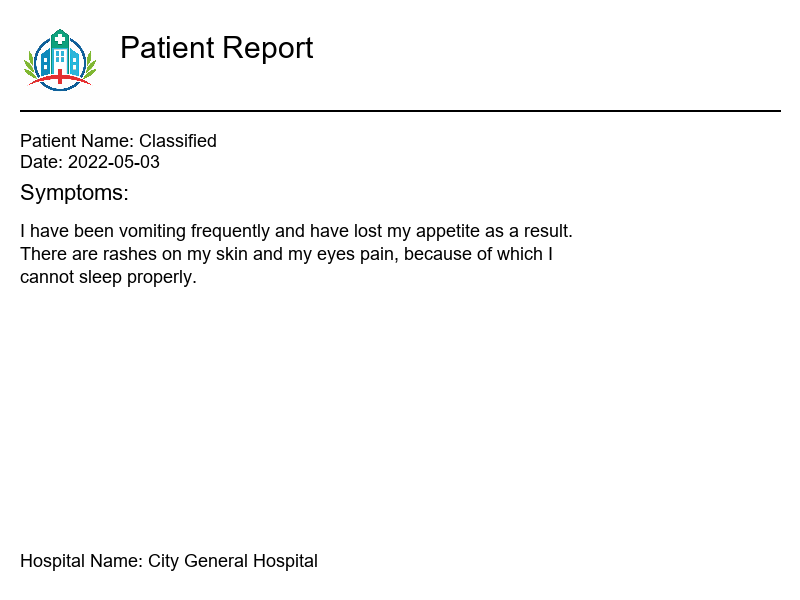 Patient Report
Patient Name: Classified
Date: 2022-05-03
Symptoms:
I have been vomiting frequently and have lost my appetite as a result.
There are rashes on my skin and my eyes pain, because of which I
cannot sleep properly.
Hospital Name: City General Hospital